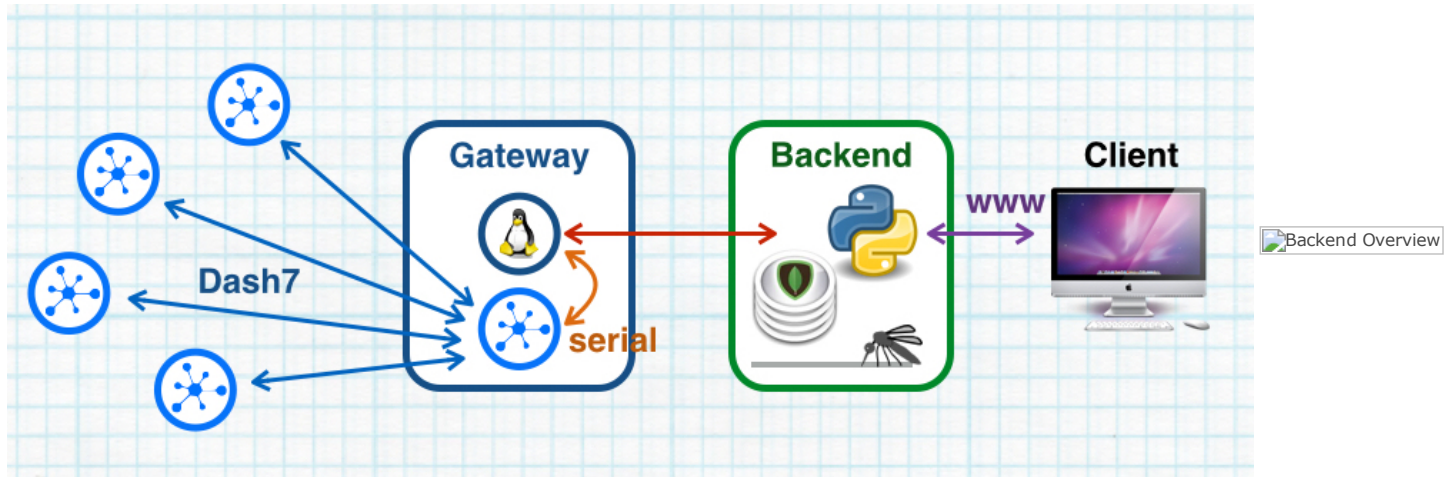 Gateway
Backend
Client
www
Dash7
serial
Backend Overview